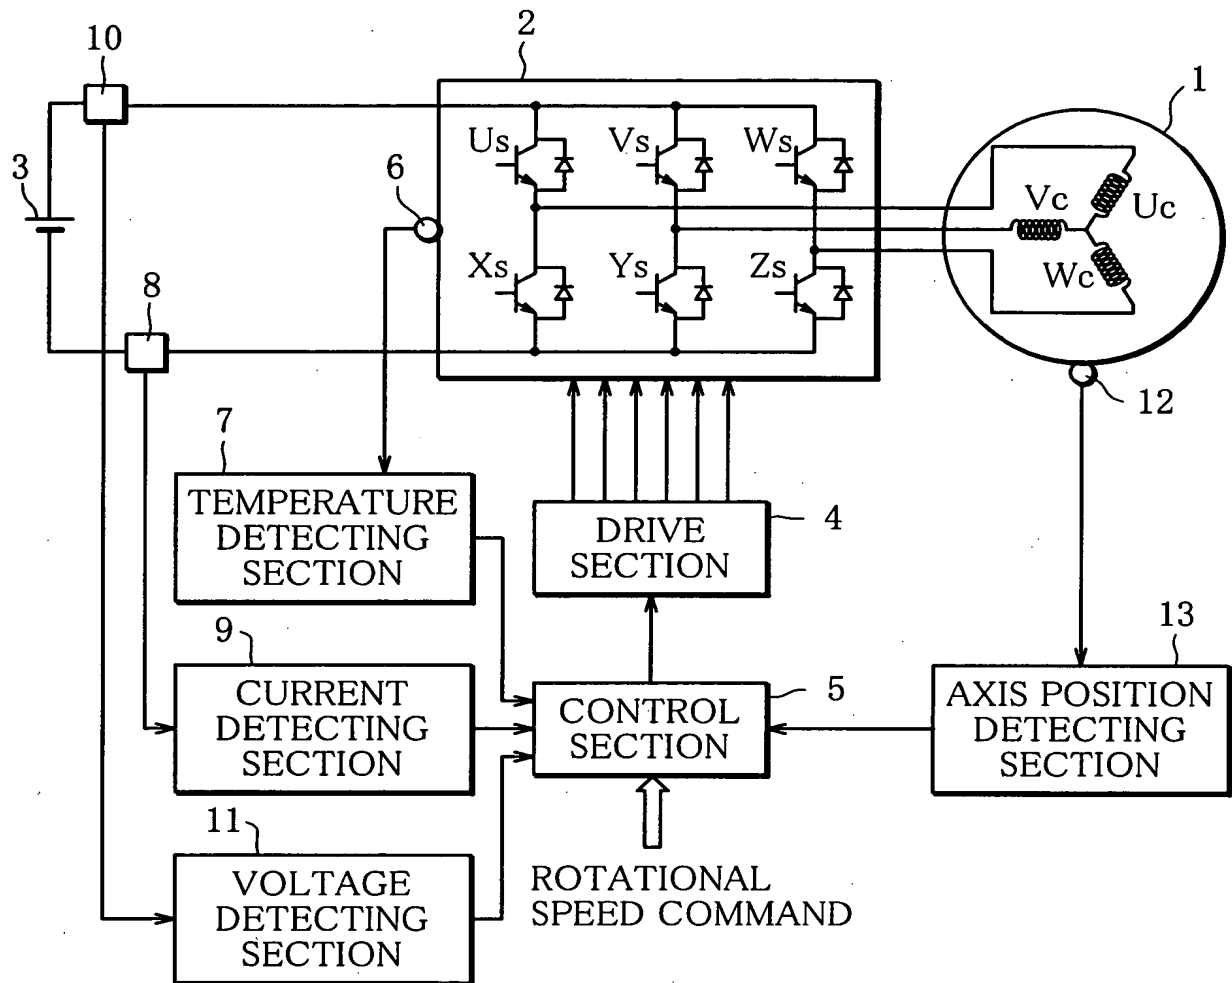 10
2
1
3
6
Us
Vs
Ws
Vc
Uc
Wc
Xs
Ys
Zs
8
12
7
TEMPERATURE
DETECTING
SECTION
DRIVE
SECTION
4
9
CURRENT
DETECTING
SECTION
CONTROL
SECTION
5
13
AXIS POSITION
DETECTING
SECTION
11
VOLTAGE
DETECTING
SECTION
ROTATIONAL
SPEED COMMAND